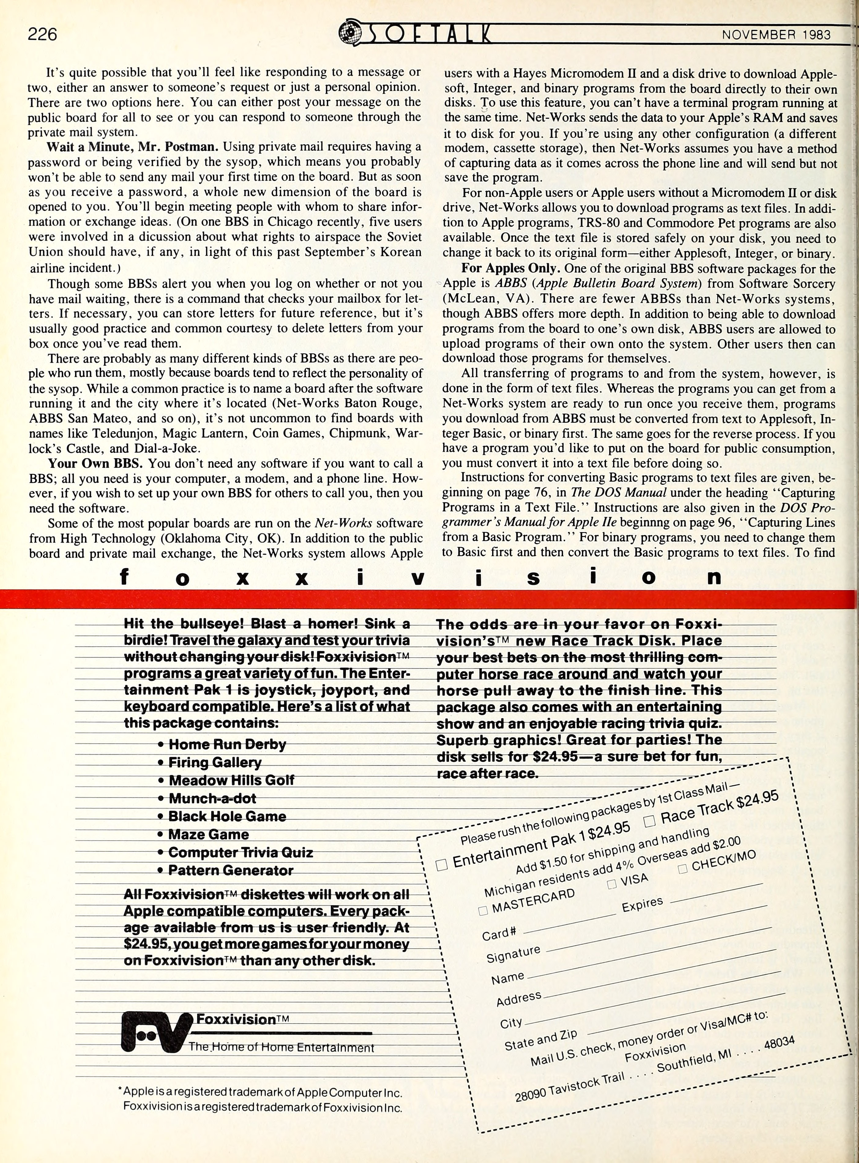 226
SOFTALK
NOVEMBER 1983
It's quite possible that you'll feel like responding to a message or
two, either an answer to someone's request or just a personal opinion.
There are two options here. You can either post your message on the
public board for all to see or you can respond to someone through the
private mail system.
Wait a Minute, Mr. Postman. Using private mail requires having a
password or being verified by the sysop, which means you probably
won't be able to send any mail your first time on the board. But as soon
as you receive a password, a whole new dimension of the board is
opened to you. You'll begin meeting people with whom to share infor-
mation or exchange ideas. (On one BBS in Chicago recently, five users
were involved in a dicussion about what rights to airspace the Soviet
Union should have, if any, in light of this past September's Korean
airline incident.)
Though some BBSs alert you when you log on whether or not you
have mail waiting, there is a command that checks your mailbox for let-
ters. If necessary, you can store letters for future reference, but it's
usually good practice and common courtesy to delete letters from your
box once you've read them.
There are probably as many different kinds of BBSs as there are peo-
ple who run them, mostly because boards tend to reflect the personality of
the sysop. While a common practice is to name a board after the software
running it and the city where it's located (Net-Works Baton Rouge,
ABBS San Mateo, and so on), it's not uncommon to find boards with
names like Teledunjon, Magic Lantern, Coin Games, Chipmunk, War-
lock's Castle, and Dial-a-Joke.
Your Own BBS. You don't need any software if you want to call a
BBS; all you need is your computer, a modem, and a phone line. How-
ever, if you wish to set up your own BBS for others to call you, then you
need the software.
Some of the most popular boards are run on the Net-Works software
from High Technology (Oklahoma City, OK). In addition to the public
board and private mail exchange, the Net-Works system allows Apple
users with a Hayes Micromodem II and a disk drive to download Apple-
soft, Integer, and binary programs from the board directly to their own
disks. To use this feature, you can't have a terminal program running at
the same time. Net-Works sends the data to your Apple's RAM and saves
it to disk for you. If you're using any other configuration (a different
modem, cassette storage), then Net-Works assumes you have a method
of capturing data as it comes across the phone line and will send but not
save the program.
For non-Apple users or Apple users without a Micromodem II or disk
drive, Net-Works allows you to download programs as text files. In addi-
tion to Apple programs, TRS-80 and Commodore Pet programs are also
available. Once the text file is stored safely on your disk, you need to
change it back to its original form—either Applesoft, Integer, or binary.
For Apples Only. One of the original BBS software packages for the
Apple is ABBS (Apple Bulletin Board System) from Software Sorcery
(McLean, VA). There are fewer ABBSs than Net-Works systems,
though ABBS offers more depth. In addition to being able to download
programs from the board to one's own disk, ABBS users are allowed to
upload programs of their own onto the system. Other users then can
download those programs for themselves.
All transferring of programs to and from the system, however, is
done in the form of text files. Whereas the programs you can get from a
Net-Works system are ready to run once you receive them, programs
you download from ABBS must be converted from text to Applesoft, In-
teger Basic, or binary first. The same goes for the reverse process. If you
have a program you'd like to put on the board for public consumption,
you must convert it into a text file before doing so.
Instructions for converting Basic programs to text files are given, be-
ginning on page 76, in The DOS Manual under the heading "Capturing
Programs in a Text File." Instructions are also given in the DOS Pro-
grammer's Manual for Apple IIe beginnng on page 96, "Capturing Lines
from a Basic Program." For binary programs, you need to change them
to Basic first and then convert the Basic programs to text files. To find
f o x x i v i s i o n
Hit the bullseye! Blast a homer! Sink a
birdie! Travel the galaxy and test your trivia
without changing your disk! Foxxivision™
programs a great variety of fun. The Enter-
tainment Pak 1 is joystick, joyport, and
keyboard compatible. Here's a list of what
this package contains:
• Home Run Derby
• Firing Gallery
• Meadow Hills Golf
• Munch-a-dot
• Black Hole Game
• Maze Game
• Computer Trivia Quiz
• Pattern Generator
All Foxxivision™ diskettes will work on all
Apple compatible computers. Every pack-
age available from us is user friendly. At
$24.95, you get more games for your money
on Foxxivision™ than any other disk.
FV
Foxxivision™
The Home of Home Entertainment
*Apple is a registered trademark of Apple Computer Inc.
Foxxivision is a registered trademark of Foxxivision Inc.
The odds are in your favor on Foxxi-
vision's™ new Race Track Disk. Place
your best bets on the most thrilling com-
puter horse race around and watch your
horse pull away to the finish line. This
package also comes with an entertaining
show and an enjoyable racing trivia quiz.
Superb graphics! Great for parties! The
disk sells for $24.95—a sure bet for fun,
race after race.
Please rush the following packages by 1st Class Mail—
□ Entertainment Pak 1 $24.95 □ Race Track $24.95
Add $1.50 for shipping and handling
Michigan residents add 4% Overseas add $2.00
□ MASTERCARD □ VISA □ CHECK/MO
Card# Expires
Signature
Name
Address
City
State and Zip
Mail U.S. check, money order or Visa/MC# to:
Foxxivision
28090 Tavistock Trail .... Southfield, MI .... 48034